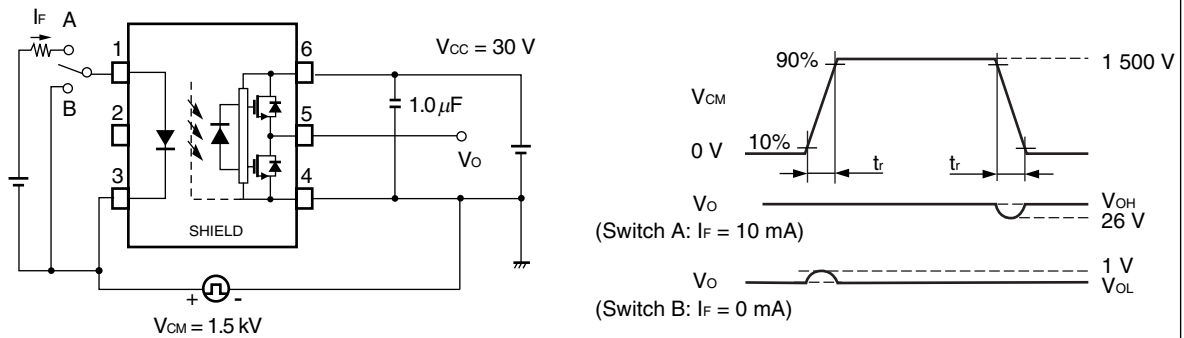 IF A
B
1
2
3
6
5
4
SHIELD
VCC = 30 V
1.0 μF
VO
+ -
VCM = 1.5 kV
90%
1 500 V
VCM
10%
0 V
tr
tr
VO
VOH
26 V
(Switch A: IF = 10 mA)
1 V
VO
VOL
(Switch B: IF = 0 mA)